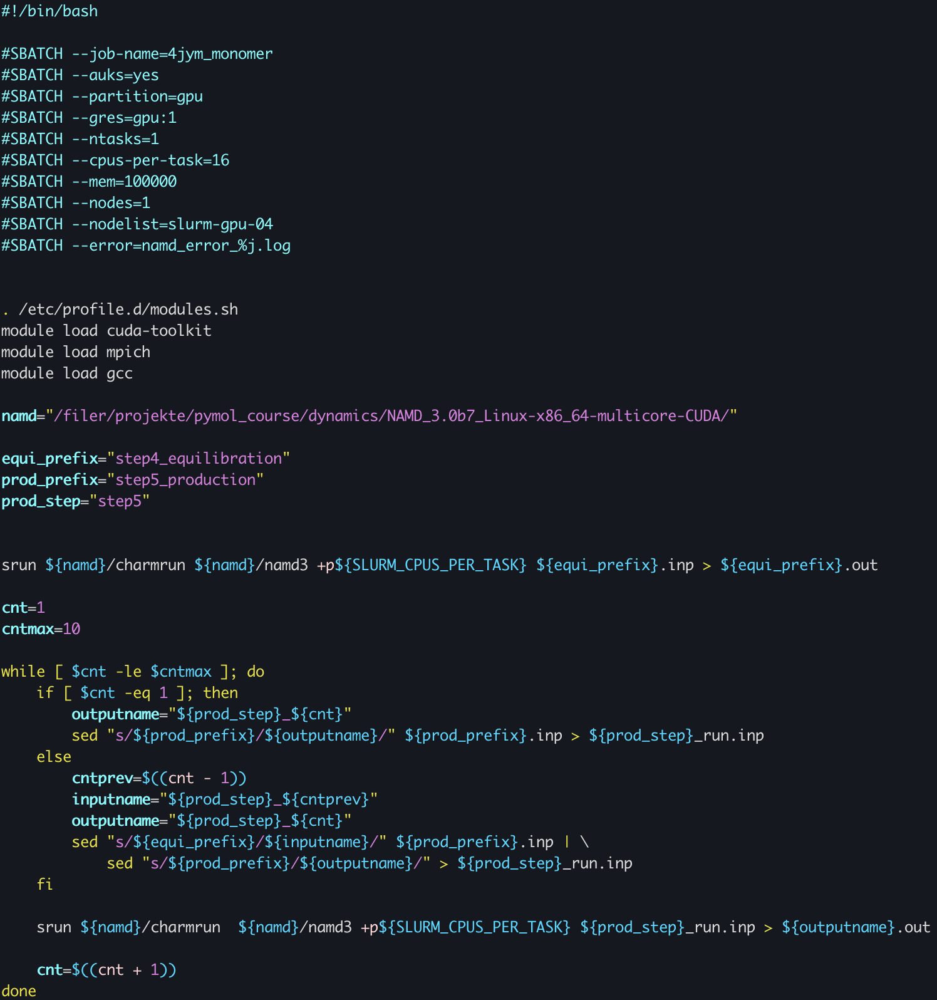 #!/bin/bash
#SBATCH --job-name=4jym_monomer
#SBATCH --auks=yes
#SBATCH --partition=gpu
#SBATCH --gres=gpu:1
#SBATCH --ntasks=1
#SBATCH --cpus-per-task=16
#SBATCH --mem=100000
#SBATCH --nodes=1
#SBATCH --nodelist=slurm-gpu-04
#SBATCH --error=namd_error_%j.log
. /etc/profile.d/modules.sh
module load cuda-toolkit
module load mpich
module load gcc
namd="/filer/projekte/pymol_course/dynamics/NAMD_3.0b7_Linux-x86_64-multicore-CUDA/"
equi_prefix="step4_equilibration"
prod_prefix="step5_production"
prod_step="step5"
srun ${namd}/charmrun ${namd}/namd3 +p${SLURM_CPUS_PER_TASK} ${equi_prefix}.inp > ${equi_prefix}.out
cnt=1
cntmax=10
while [ $cnt -le $cntmax ]; do
    if [ $cnt -eq 1 ]; then
        outputname="${prod_step}_${cnt}"
        sed "s/${prod_prefix}/${outputname}/" ${prod_prefix}.inp > ${prod_step}_run.inp
    else
        cntprev=$((cnt - 1))
        inputname="${prod_step}_${cntprev}"
        outputname="${prod_step}_${cnt}"
        sed "s/${equi_prefix}/${inputname}/" ${prod_prefix}.inp | \
            sed "s/${prod_prefix}/${outputname}/" > ${prod_step}_run.inp
    fi
    srun ${namd}/charmrun  ${namd}/namd3 +p${SLURM_CPUS_PER_TASK} ${prod_step}_run.inp > ${outputname}.out
    cnt=$((cnt + 1))
done